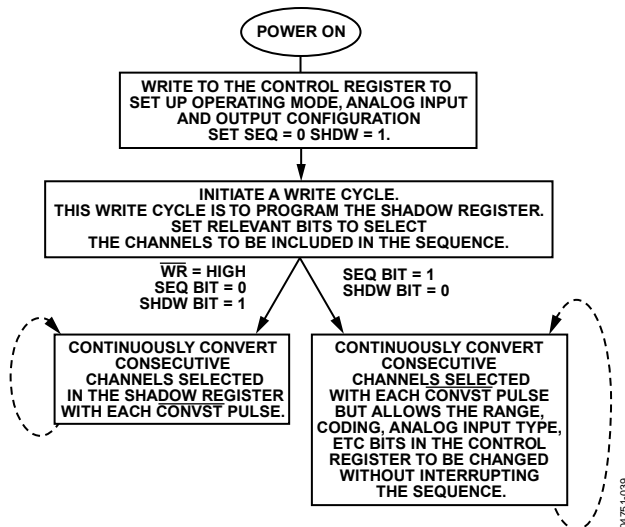 POWER ON
WRITE TO THE CONTROL REGISTER TO
SET UP OPERATING MODE, ANALOG INPUT
AND OUTPUT CONFIGURATION
SET SEQ = 0 SHDW = 1.
INITIATE A WRITE CYCLE.
THIS WRITE CYCLE IS TO PROGRAM THE SHADOW REGISTER.
SET RELEVANT BITS TO SELECT
THE CHANNELS TO BE INCLUDED IN THE SEQUENCE.
W̅R̅ = HIGH
SEQ BIT = 0
SHDW BIT = 1
SEQ BIT = 1
SHDW BIT = 0
CONTINUOUSLY CONVERT
CONSECUTIVE
CHANNELS SELECTED
IN THE SHADOW REGISTER
WITH EACH C̅O̅N̅V̅S̅T̅ PULSE.
CONTINUOUSLY CONVERT
CONSECUTIVE
CHANNELS SELECTED
WITH EACH C̅O̅N̅V̅S̅T̅ PULSE
BUT ALLOWS THE RANGE,
CODING, ANALOG INPUT TYPE,
ETC BITS IN THE CONTROL
REGISTER TO BE CHANGED
WITHOUT INTERRUPTING
THE SEQUENCE.
04751-039